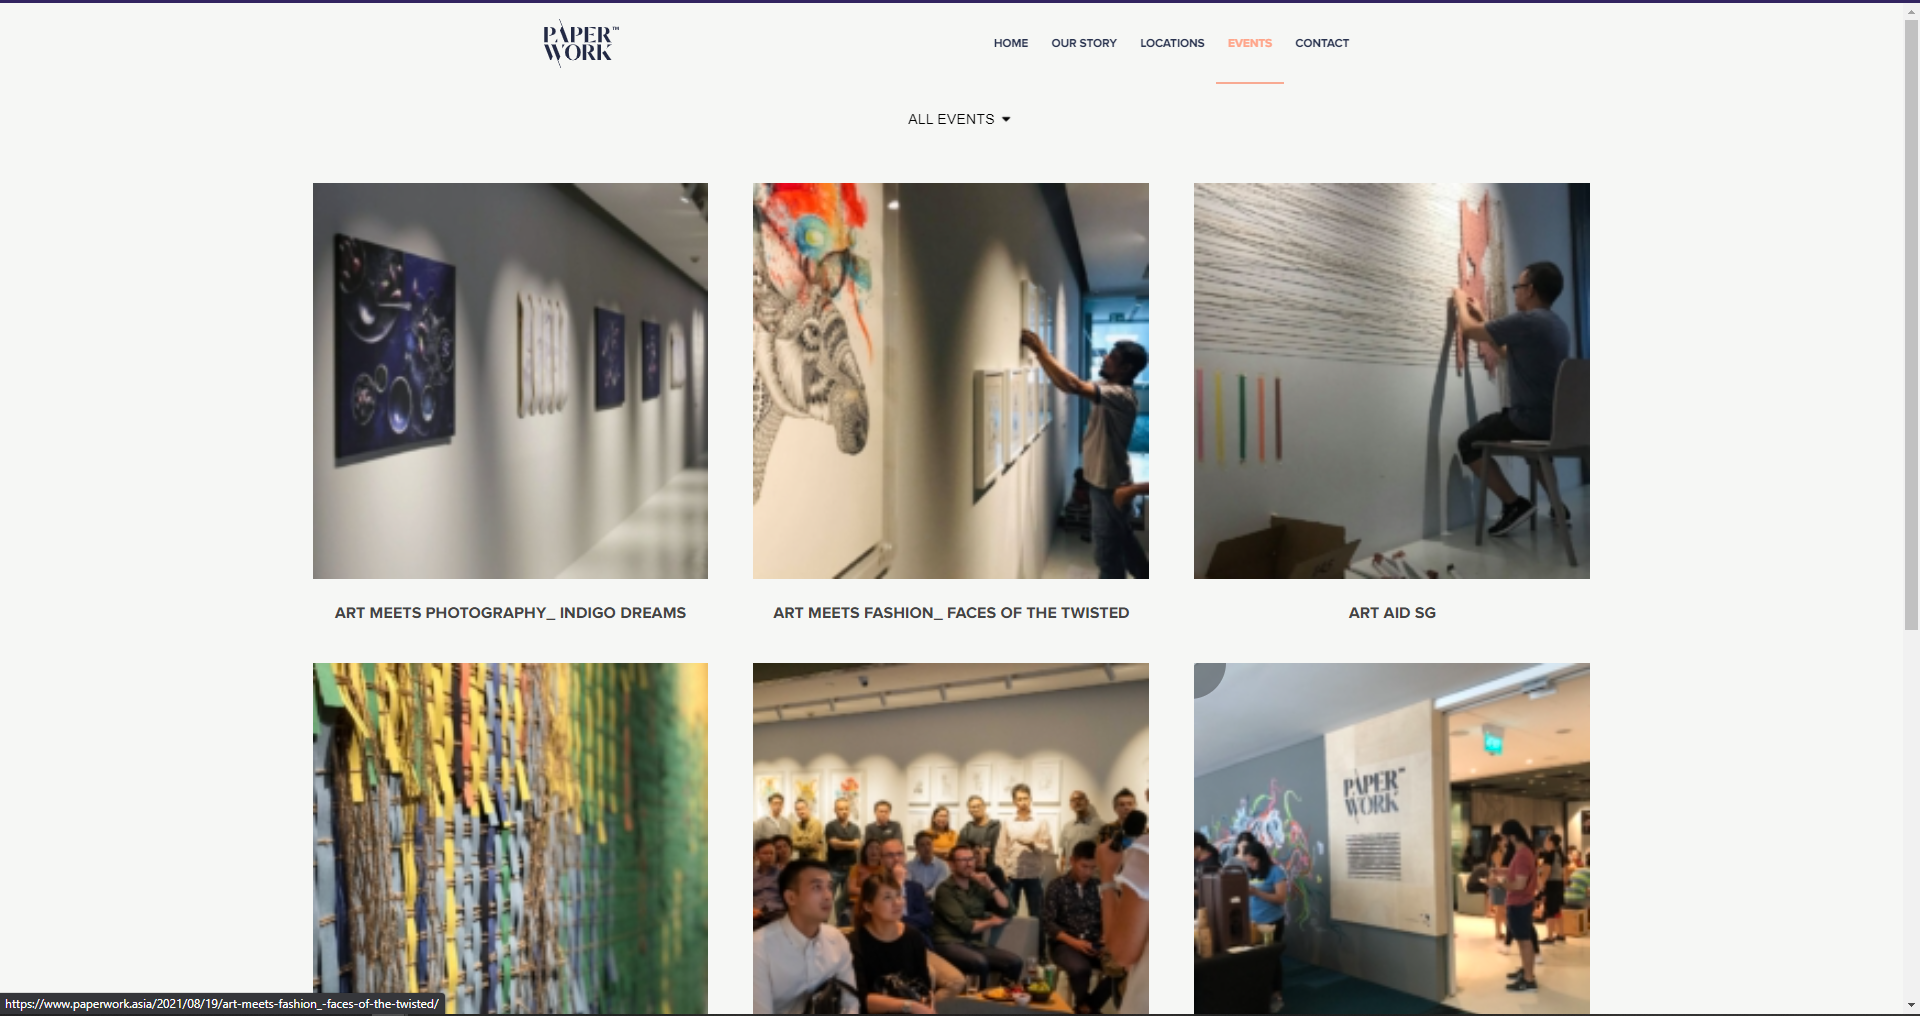 PAPER™
WORK
HOME
OUR STORY
LOCATIONS
EVENTS
CONTACT
ALL EVENTS
ART MEETS PHOTOGRAPHY_ INDIGO DREAMS
ART MEETS FASHION_ FACES OF THE TWISTED
ART AID SG
PAPER™
WORK
https://www.paperwork.asia/2021/08/19/art-meets-fashion_-faces-of-the-twisted/